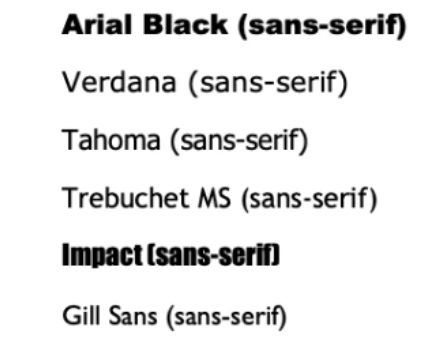 Arial Black (sans-serif)
Verdana (sans-serif)
Tahoma (sans-serif)
Trebuchet MS (sans-serif)
Impact (sans-serif)
Gill Sans (sans-serif)